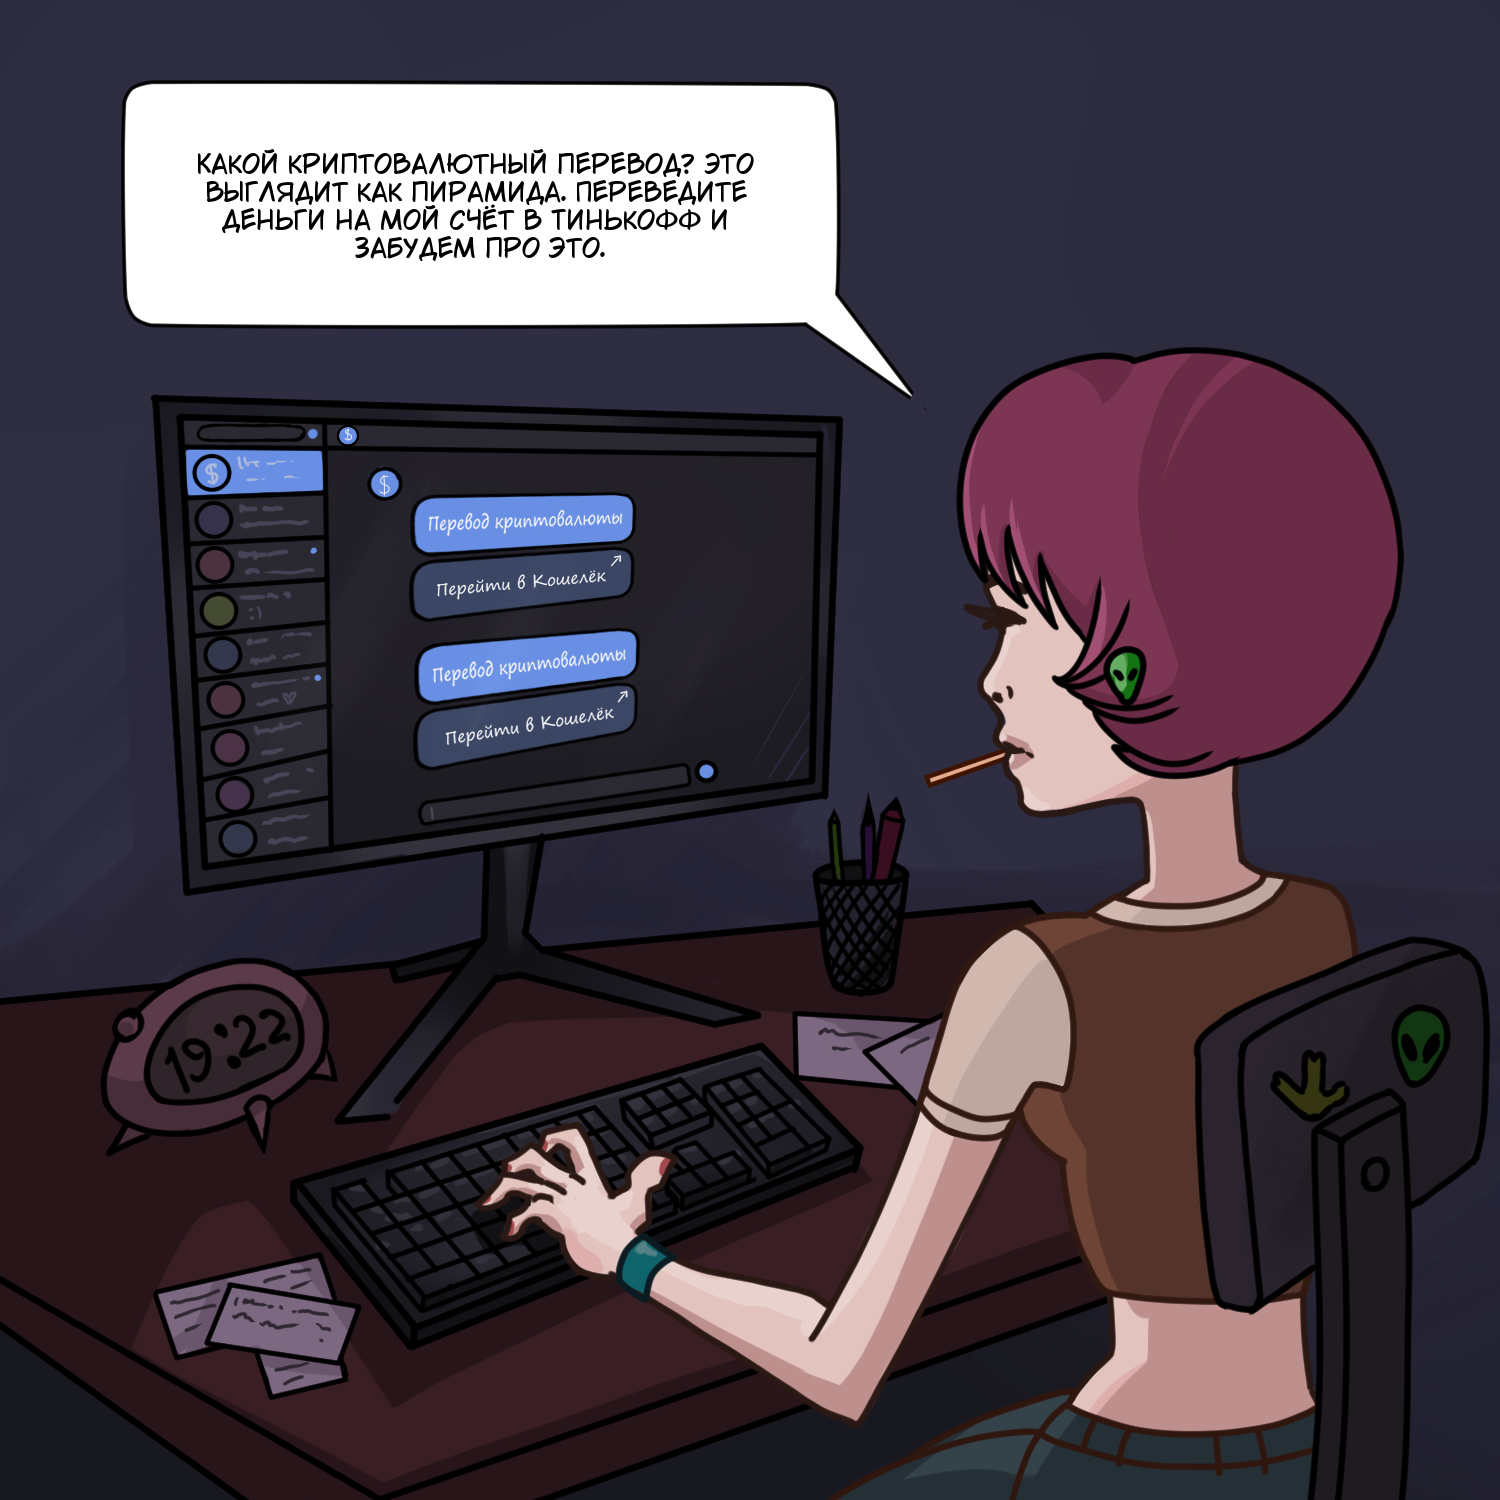 КАКОЙ КРИПТОВАЛЮТНЫЙ ПЕРЕВОД? ЭТО
ВЫГЛЯДИТ КАК ПИРАМИДА. ПЕРЕВЕДИТЕ
ДЕНЬГИ НА МОЙ СЧЁТ В ТИНЬКОФФ И
ЗАБУДЕМ ПРО ЭТО.
$
$
$
Перевод криптовалюты
Перейти в Кошелёк
:)
Перевод криптовалюты
Перейти в Кошелёк
19:22